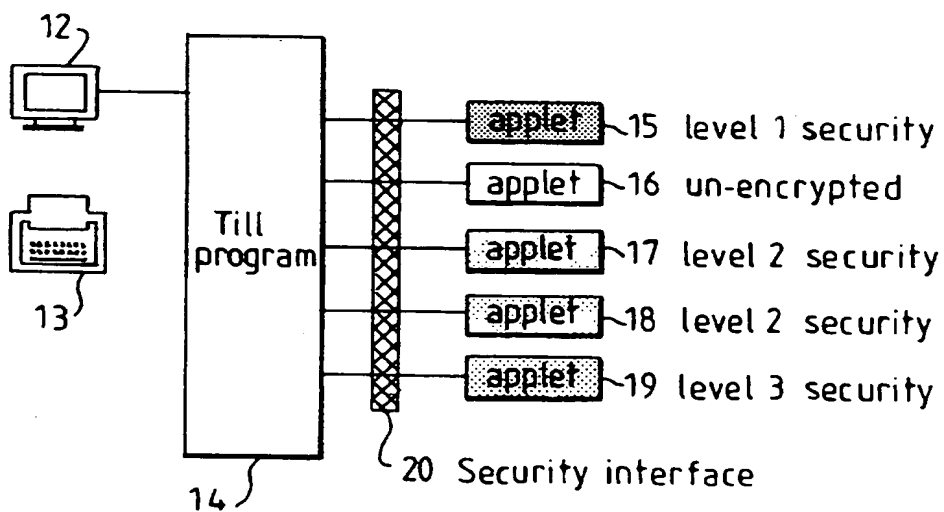 12
applet 15 level 1 security
applet 16 un-encrypted
Till
program
applet 17 level 2 security
13
applet 18 level 2 security
applet 19 level 3 security
20 Security interface
14